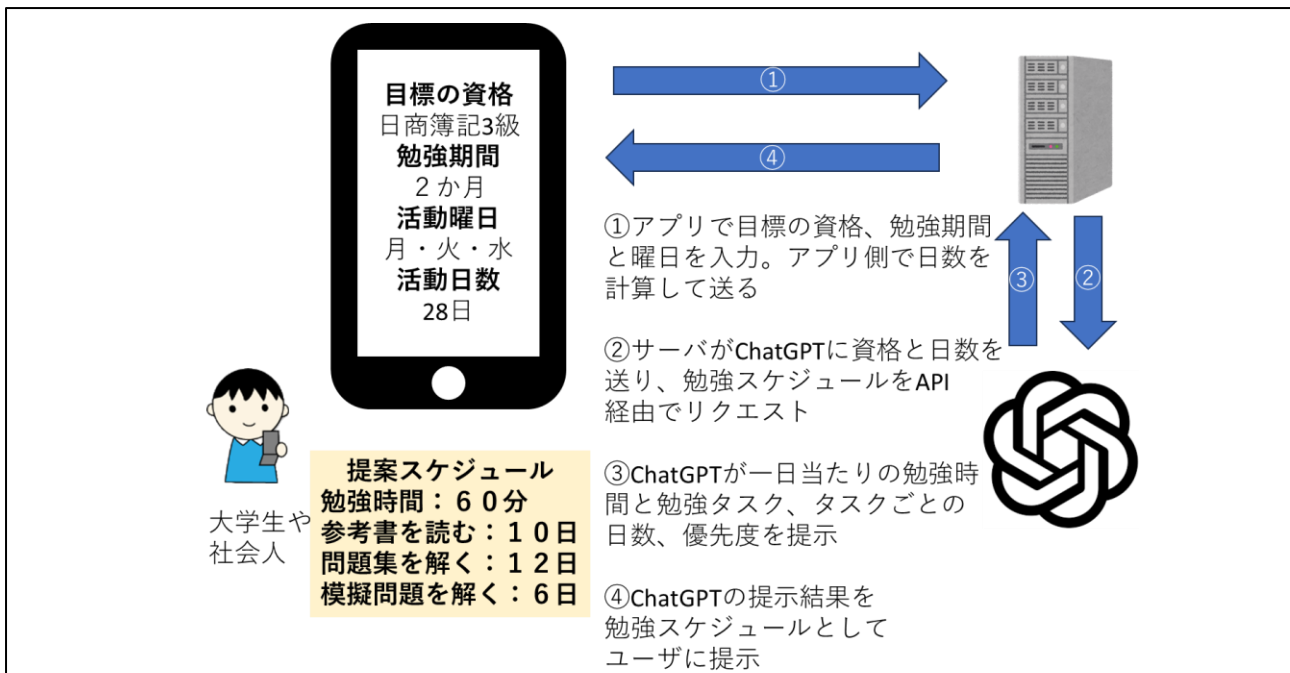 目標の資格
日商簿記3級
勉強期間
２か月
活動曜日
月・火・水
活動日数
28日
①
④
③
②
①アプリで目標の資格、勉強期間
と曜日を入力。アプリ側で日数を
計算して送る
②サーバがChatGPTに資格と日数を
送り、勉強スケジュールをAPI
経由でリクエスト
③ChatGPTが一日当たりの勉強時
間と勉強タスク、タスクごとの
日数、優先度を提示
④ChatGPTの提示結果を
勉強スケジュールとして
ユーザに提示
大学生や
社会人
提案スケジュール
勉強時間：６０分
参考書を読む：１０日
問題集を解く：１２日
模擬問題を解く：６日